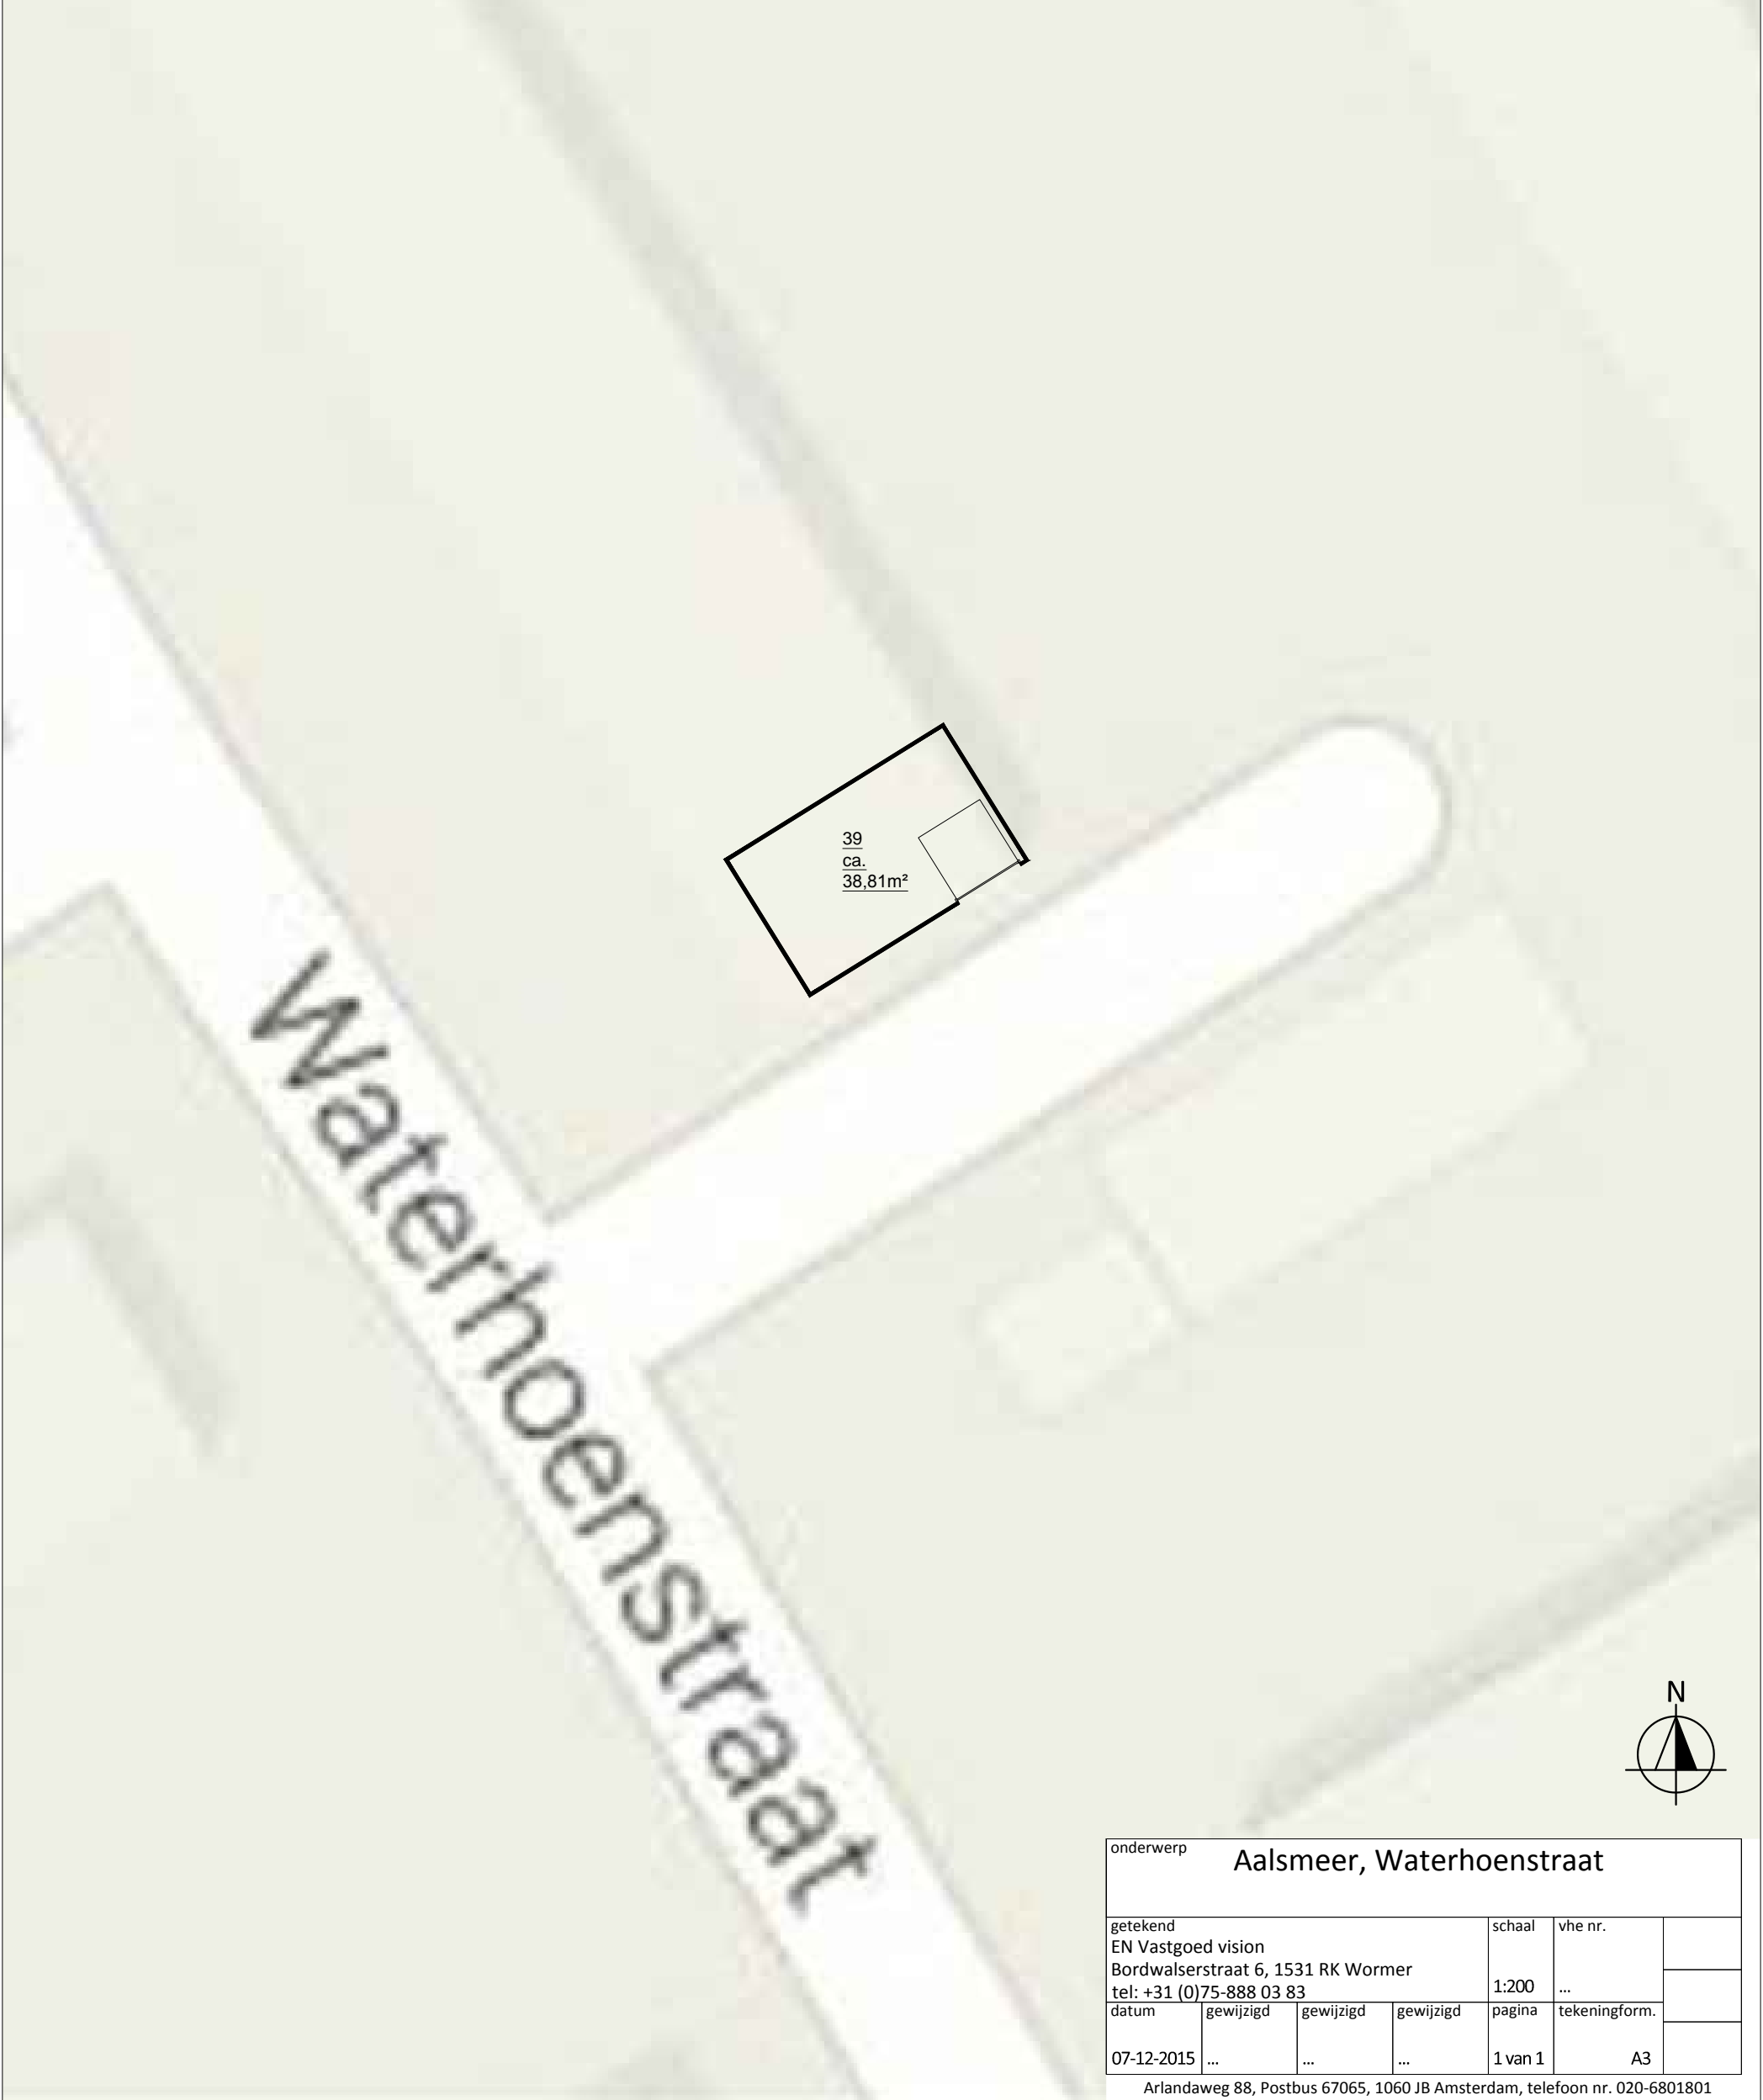 39
ca.
38,81m²
Waterhoenstraat
N
onderwerp
Aalsmeer, Waterhoenstraat
getekend
EN Vastgoed vision
Bordwalserstraat 6, 1531 RK Wormer
tel: +31 (0)75-888 03 83
schaal
1:200
vhe nr.
...
datum
07-12-2015
gewijzigd
...
gewijzigd
...
gewijzigd
...
pagina
1 van 1
tekeningform.
A3
Arlandaweg 88, Postbus 67065, 1060 JB Amsterdam, telefoon nr. 020-6801801